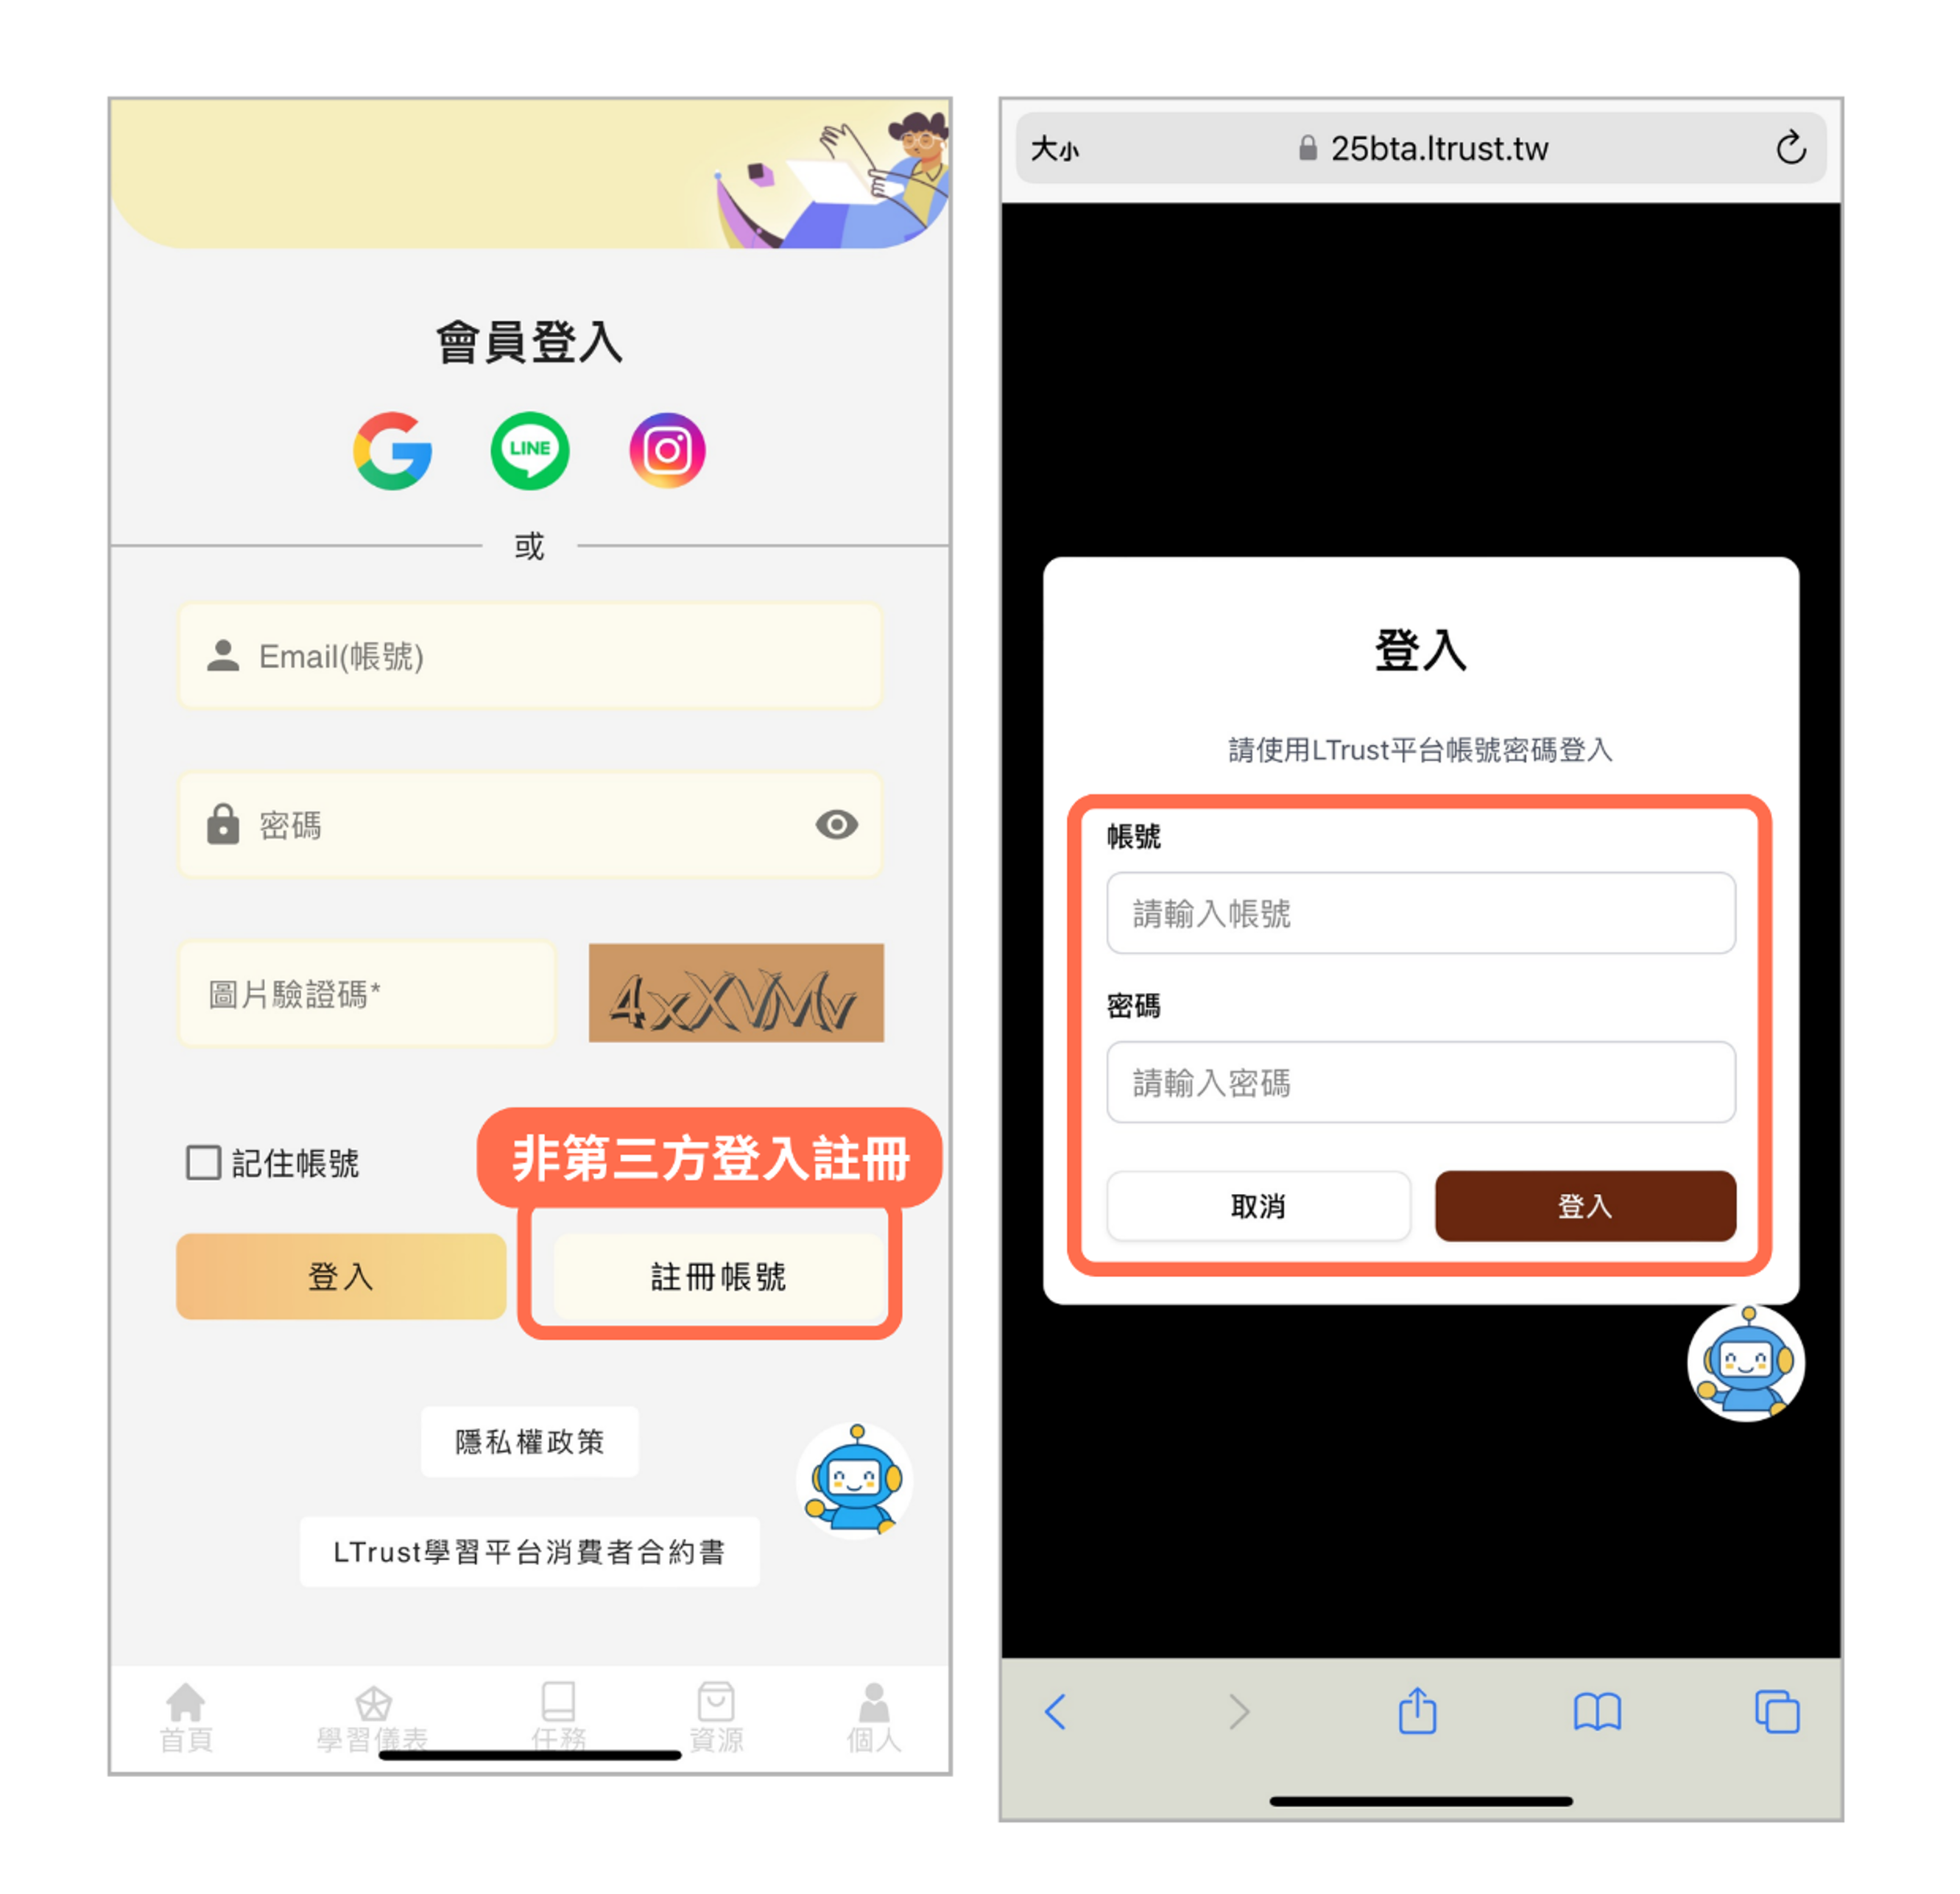 會員登入
LINE
或
Email(帳號)
密碼
圖片驗證碼*
4xXVMv
記住帳號
非第三方登入註冊
登入
註冊帳號
隱私權政策
LTrust學習平台消費者合約書
首頁
學習儀表
任務
資源
個人
大小
25bta.ltrust.tw
登入
請使用LTrust平台帳號密碼登入
帳號
請輸入帳號
密碼
請輸入密碼
取消
登入